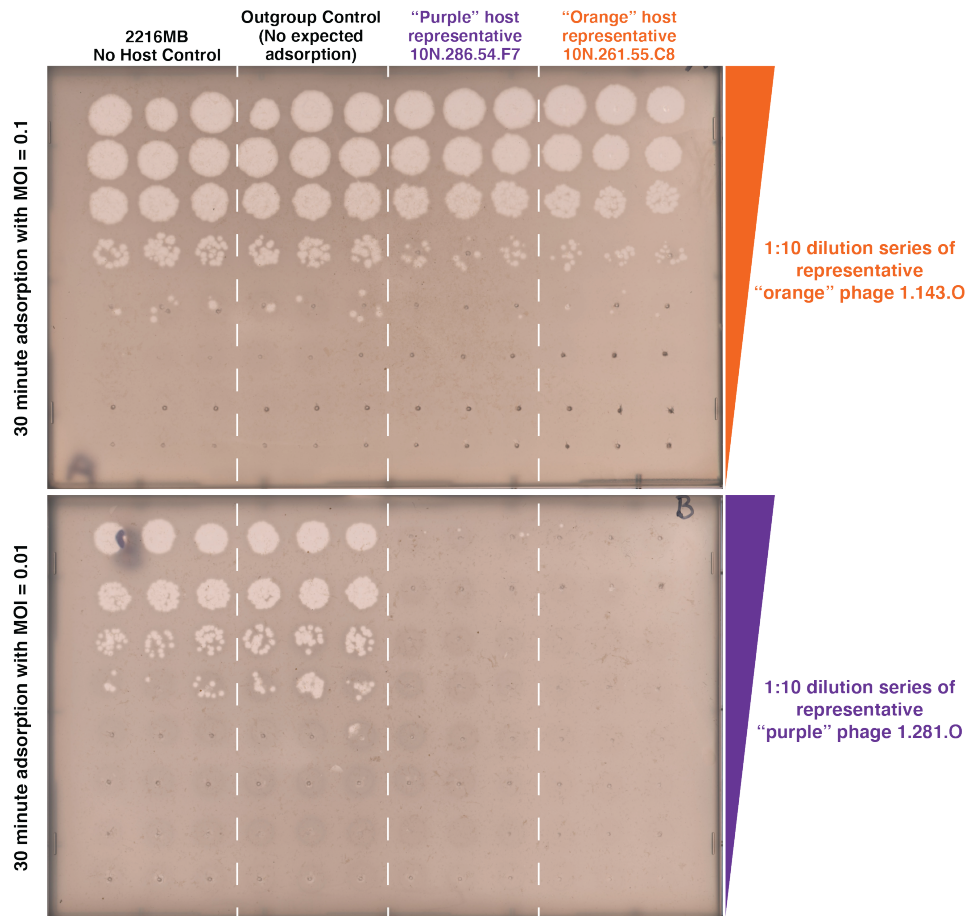 2216MB
No Host Control
Outgroup Control
(No expected
adsorption)
“Purple” host
representative
10N.286.54.F7
“Orange” host
representative
10N.261.55.C8
30 minute adsorption with MOI = 0.1
1:10 dilution series of
representative
“orange” phage 1.143.O
A
B
30 minute adsorption with MOI = 0.01
1:10 dilution series of
representative
“purple” phage 1.281.O